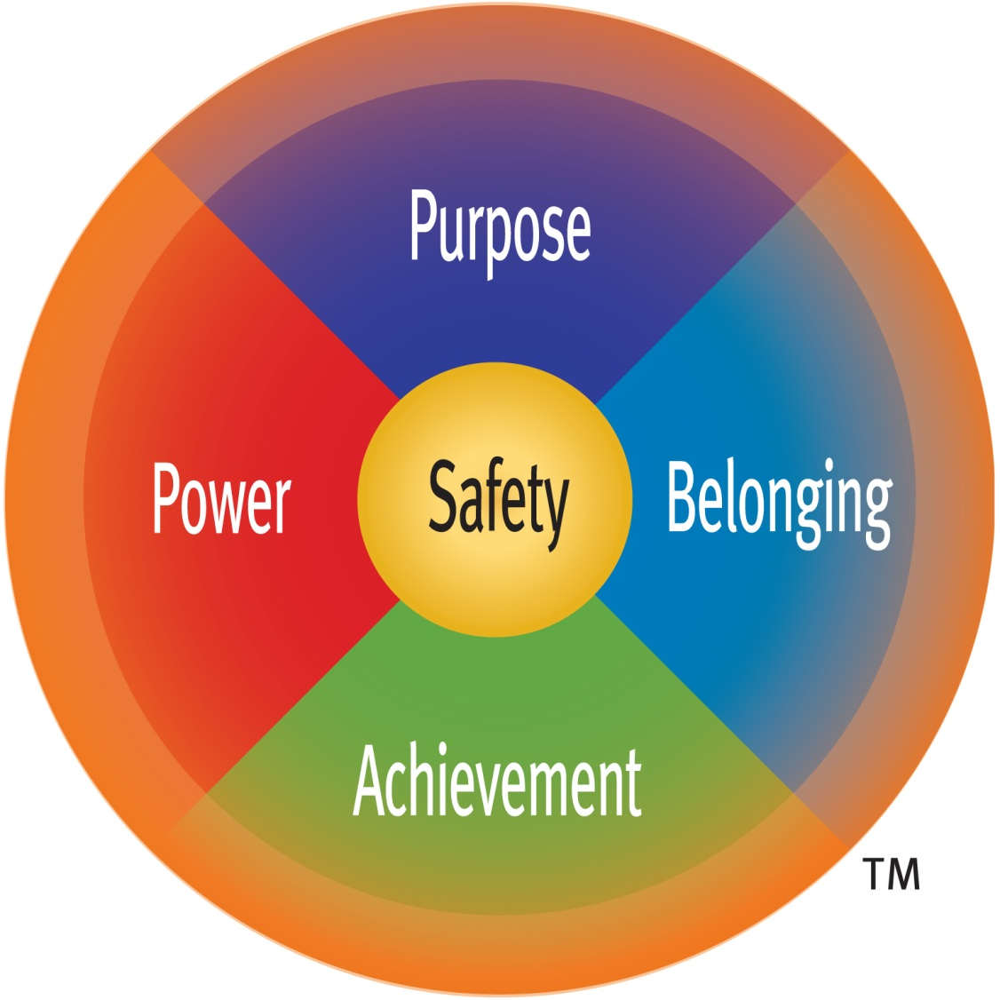 Purpose
Power
Safety
Belonging
Achievement
TM